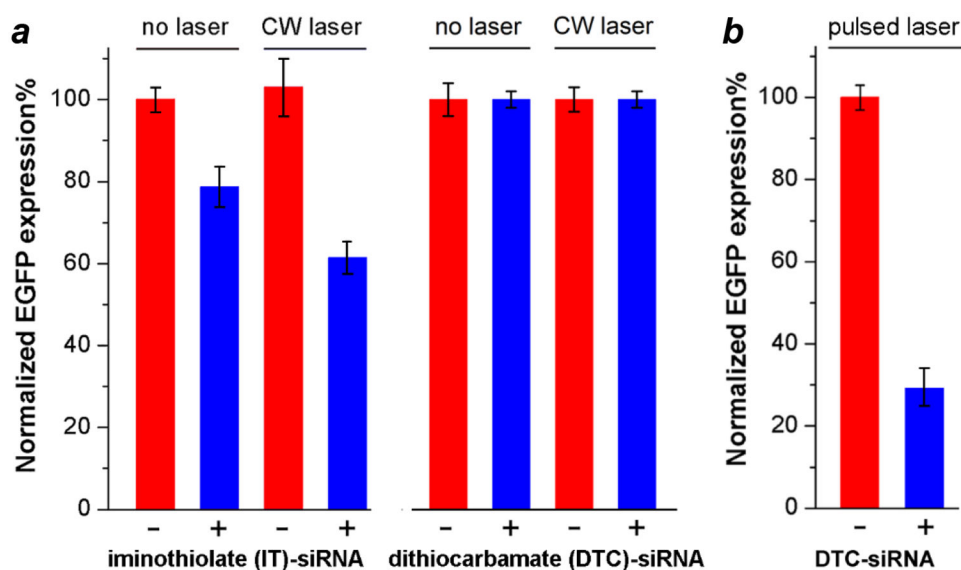 a
no laser CW laser no laser CW laser
Normalized EGFP expression%
100
80
60
40
20
0
− + − + − + − +
iminothiolate (IT)-siRNA dithiocarbamate (DTC)-siRNA
b
pulsed laser
Normalized EGFP expression%
100
80
60
40
20
0
− +
DTC-siRNA